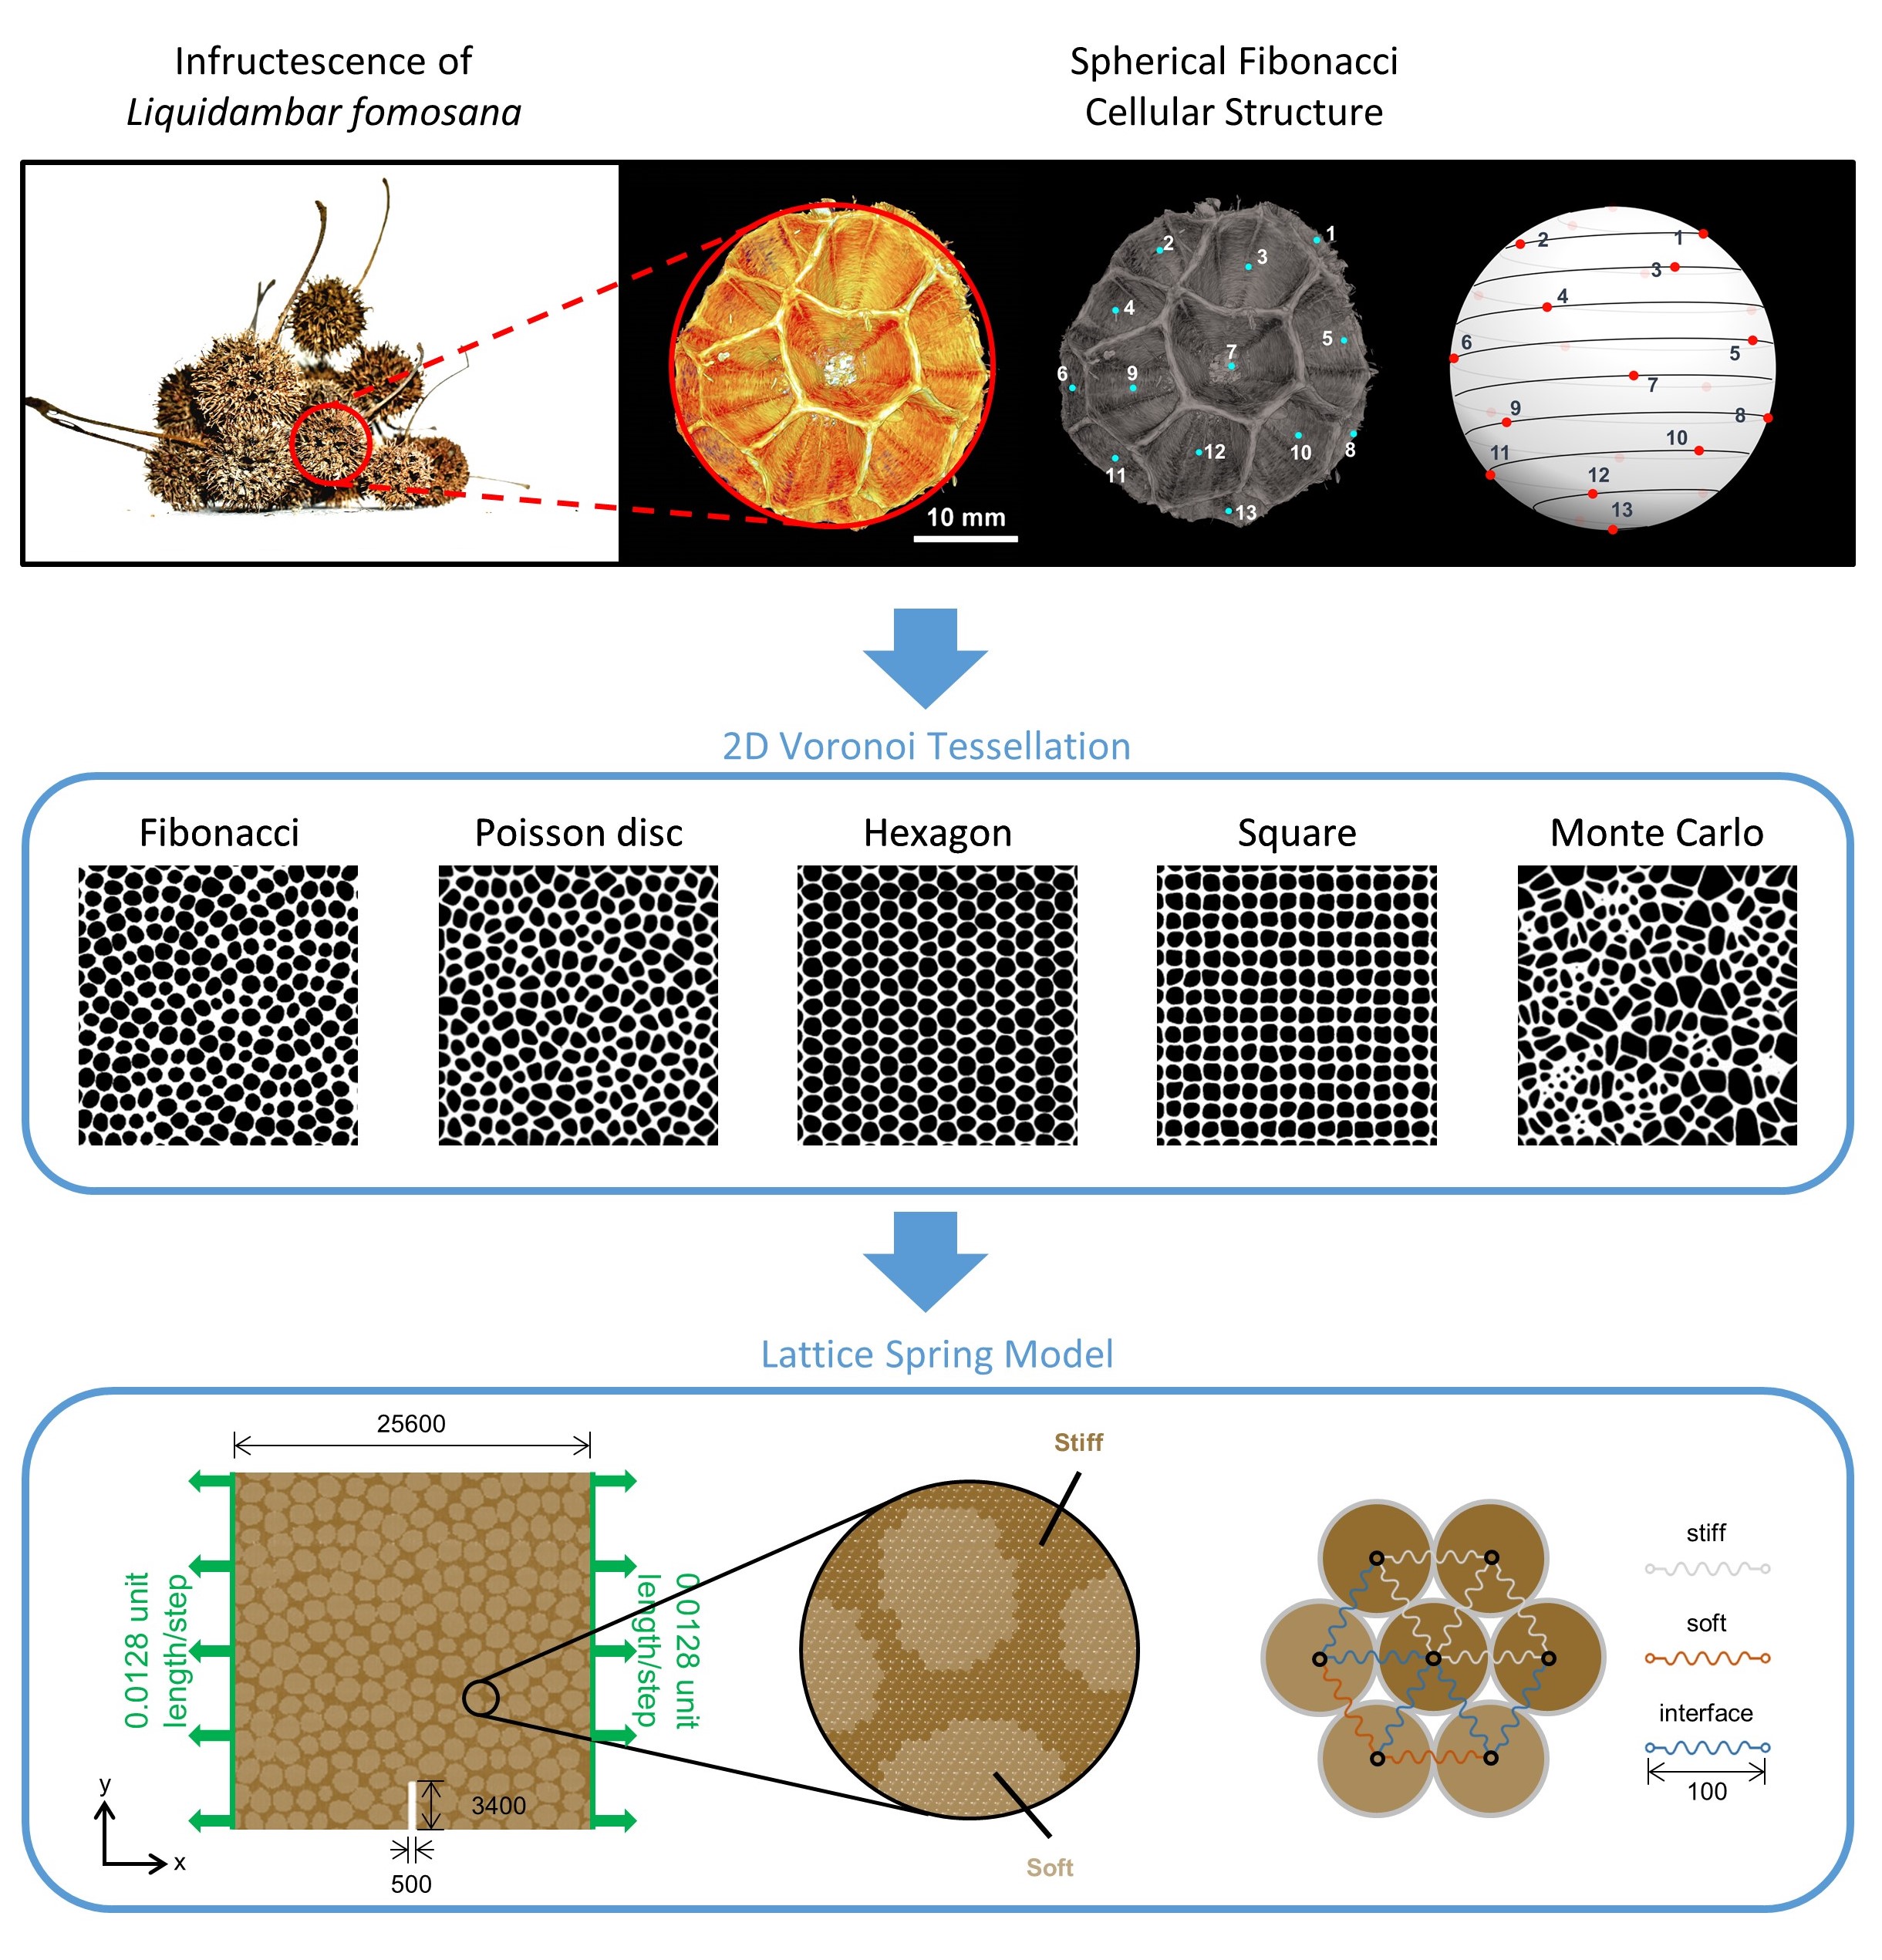 Infructescence of
Liquidambar fomosana
Spherical Fibonacci
Cellular Structure
10 mm
1
2
3
4
5
6
7
8
9
10
11
12
13
1
2
3
4
5
6
7
8
9
10
11
12
13
2D Voronoi Tessellation
Fibonacci
Poisson disc
Hexagon
Square
Monte Carlo
Lattice Spring Model
25600
0.0128 unit
length/step
0.0128 unit
length/step
3400
500
y
x
Stiff
Soft
stiff
soft
interface
100